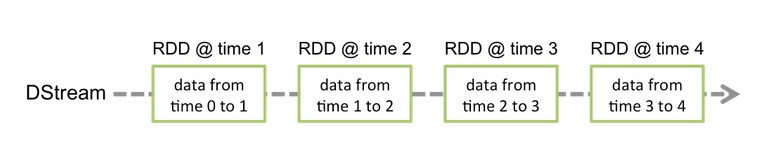 RDD @ time 1
RDD @ time 2
RDD @ time 3
RDD @ time 4
DStream
data from
time 0 to 1
data from
time 1 to 2
data from
time 2 to 3
data from
time 3 to 4